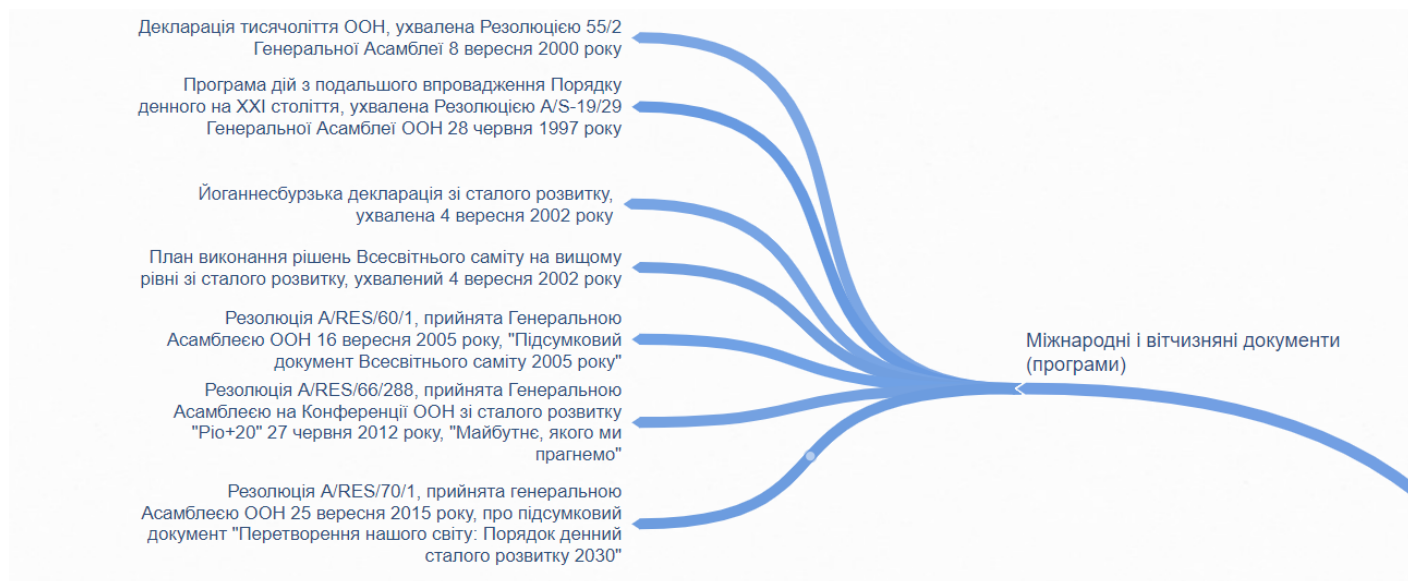 Декларація тисячоліття ООН, ухвалена Резолюцією 55/2
Генеральної Асамблеї 8 вересня 2000 року
Програма дій з подальшого впровадження Порядку
денного на XXI століття, ухвалена Резолюцією A/S-19/29
Генеральної Асамблеї ООН 28 червня 1997 року
Йоганнесбурзька декларація зі сталого розвитку,
ухвалена 4 вересня 2002 року
План виконання рішень Всесвітнього саміту на вищому
рівні зі сталого розвитку, ухвалений 4 вересня 2002 року
Резолюція A/RES/60/1, прийнята Генеральною
Асамблеєю ООН 16 вересня 2005 року, "Підсумковий
документ Всесвітнього саміту 2005 року"
Резолюція A/RES/66/288, прийнята Генеральною
Асамблеєю на Конференції ООН зі сталого розвитку
"Ріо+20" 27 червня 2012 року, "Майбутнє, якого ми
прагнемо"
Резолюція A/RES/70/1, прийнята генеральною
Асамблеєю ООН 25 вересня 2015 року, про підсумковий
документ "Перетворення нашого світу: Порядок денний
сталого розвитку 2030"
Міжнародні і вітчизняні документи
(програми)